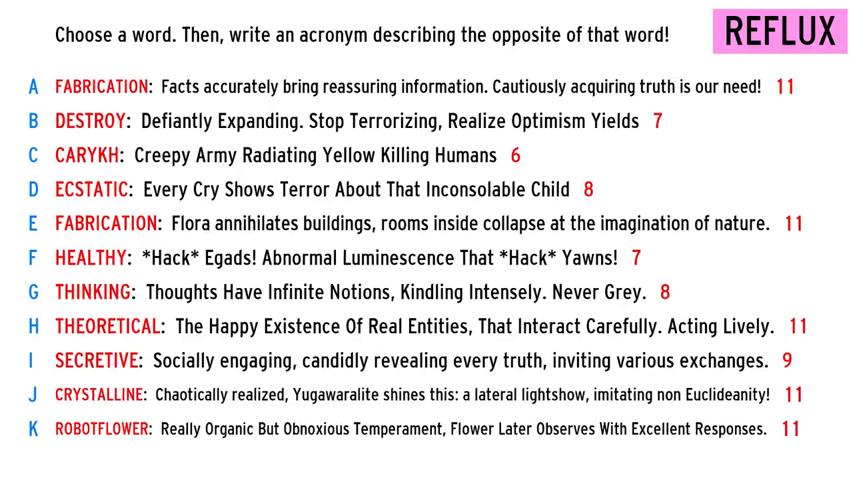 Choose a word. Then, write an acronym describing the opposite of that word!
REFLUX
A FABRICATION: Facts accurately bring reassuring information. Cautiously acquiring truth is our need! 11
B DESTROY: Defiantly Expanding. Stop Terrorizing, Realize Optimism Yields 7
C CARYKH: Creepy Army Radiating Yellow Killing Humans 6
D ECSTATIC: Every Cry Shows Terror About That Inconsolable Child 8
E FABRICATION: Flora annihilates buildings, rooms inside collapse at the imagination of nature. 11
F HEALTHY: *Hack* Egads! Abnormal Luminescence That *Hack* Yawns! 7
G THINKING: Thoughts Have Infinite Notions, Kindling Intensely. Never Grey. 8
H THEORETICAL: The Happy Existence Of Real Entities, That Interact Carefully. Acting Lively. 11
I SECRETIVE: Socially engaging, candidly revealing every truth, inviting various exchanges. 9
J CRYSTALLINE: Chaotically realized, Yugawaralite shines this: a lateral lightshow, imitating non Euclideanity! 11
K ROBOTFLOWER: Really Organic But Obnoxious Temperament, Flower Later Observes With Excellent Responses. 11